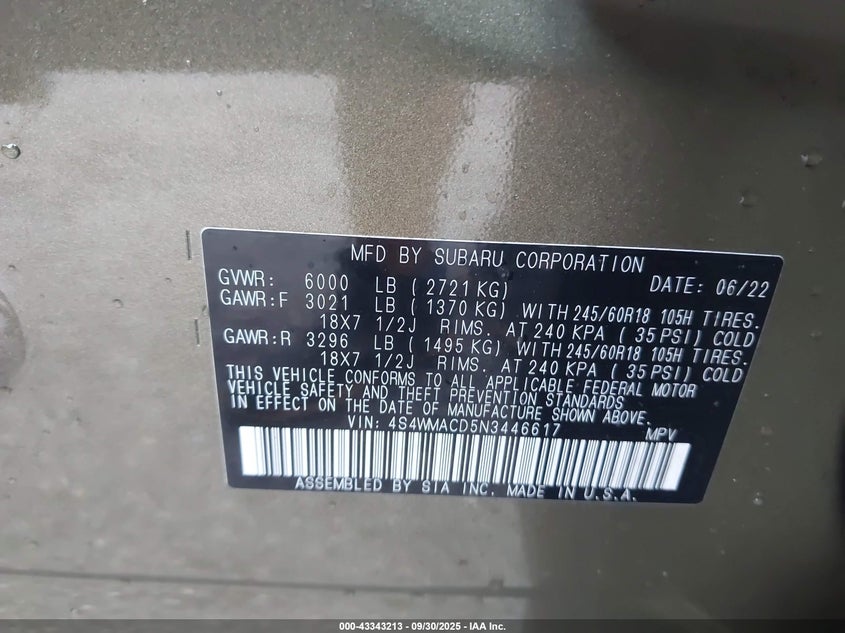 MFD BY SUBARU CORPORATION
GVWR: 6000 LB ( 2721 KG) DATE: 06/22
GAWR:F 3021 LB ( 1370 KG) WITH 245/60R18 105H TIRES.
18X7 1/2J RIMS. AT 240 KPA ( 35 PSI) COLD
GAWR:R 3296 LB ( 1495 KG) WITH 245/60R18 105H TIRES.
18X7 1/2J RIMS. AT 240 KPA ( 35 PSI) COLD
THIS VEHICLE CONFORMS TO ALL APPLICABLE FEDERAL MOTOR
VEHICLE SAFETY AND THEFT PREVENTION STANDARDS
IN EFFECT ON THE DATE OF MANUFACTURE SHOWN ABOVE.
VIN: 4S4WMACD5N3446617 MPV
ASSEMBLED BY SIA INC. MADE IN U.S.A.
000-43343213 - 09/30/2025 - IAA Inc.